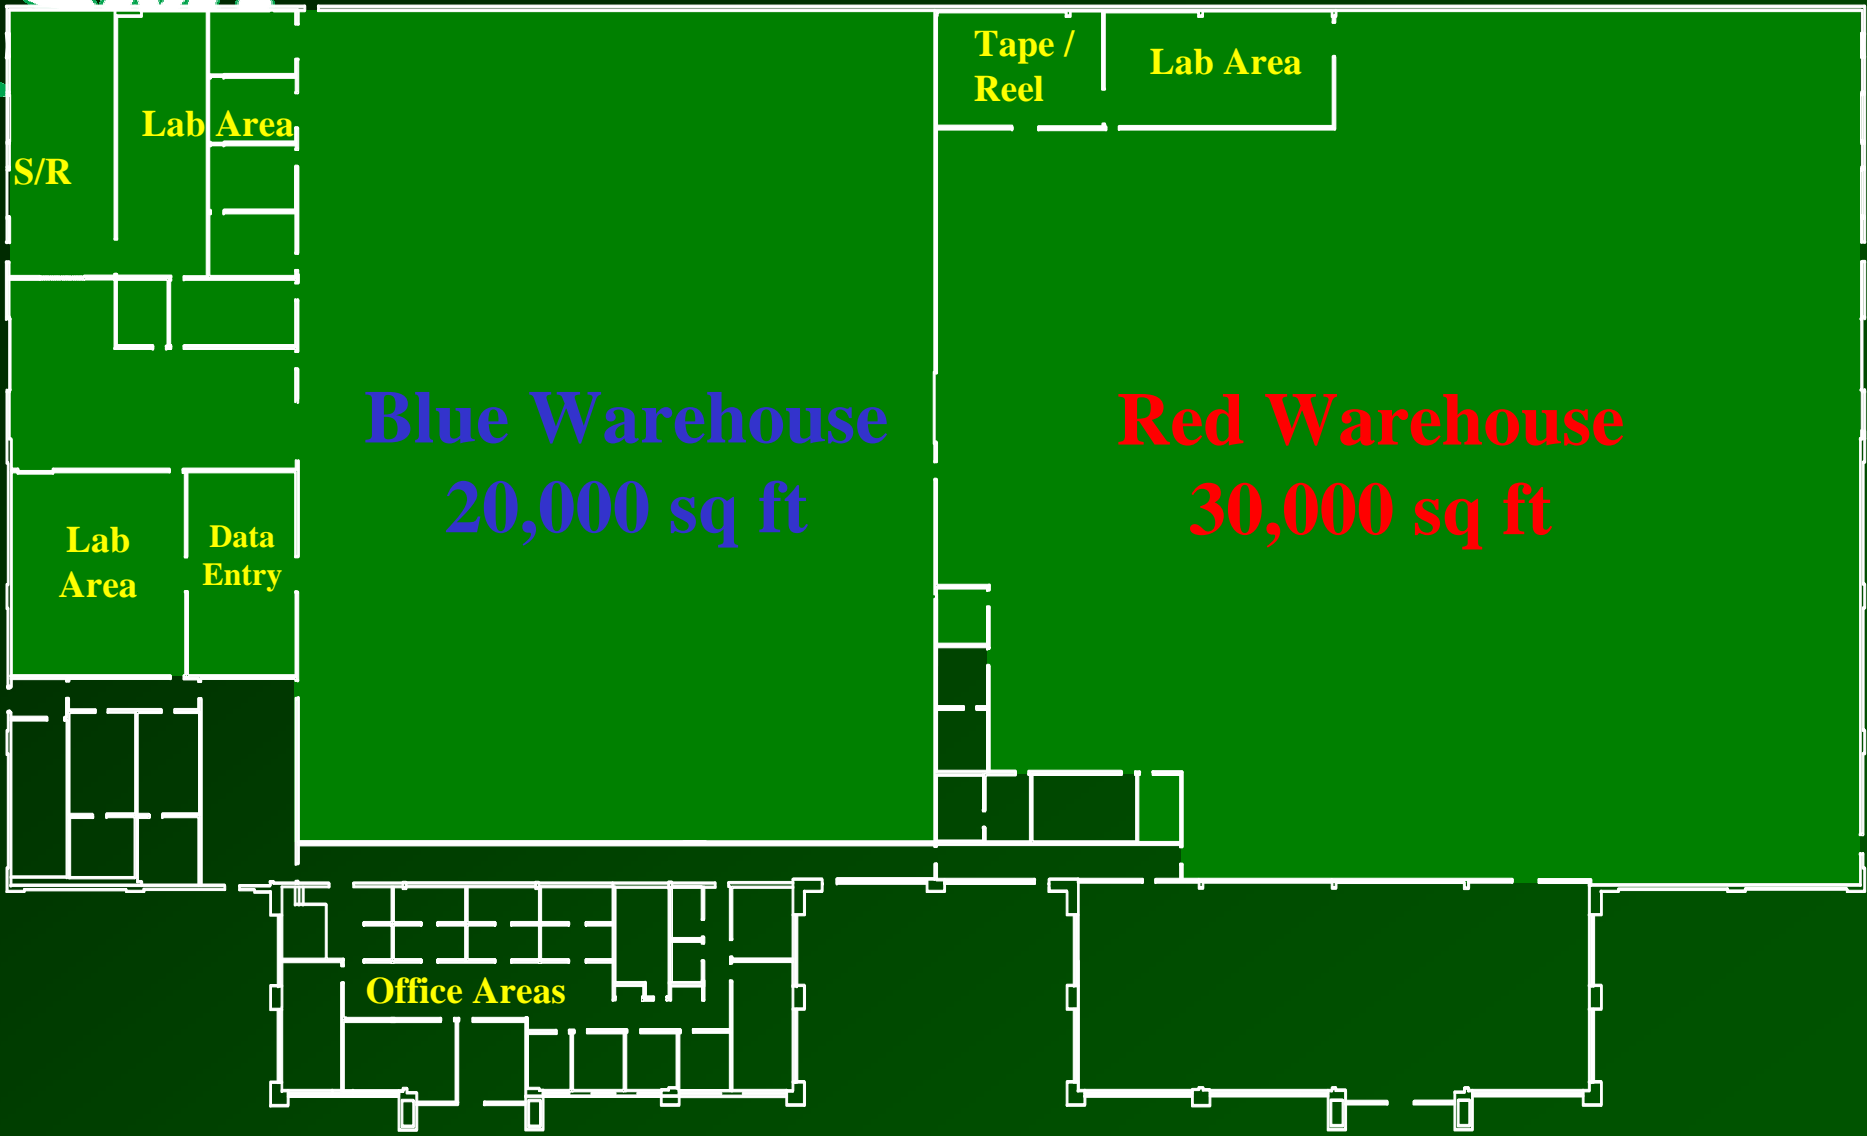 Tape /
Reel
Lab Area
Lab Area
S/R
Blue Warehouse
20,000 sq ft
Red Warehouse
30,000 sq ft
Lab
Area
Data
Entry
Office Areas